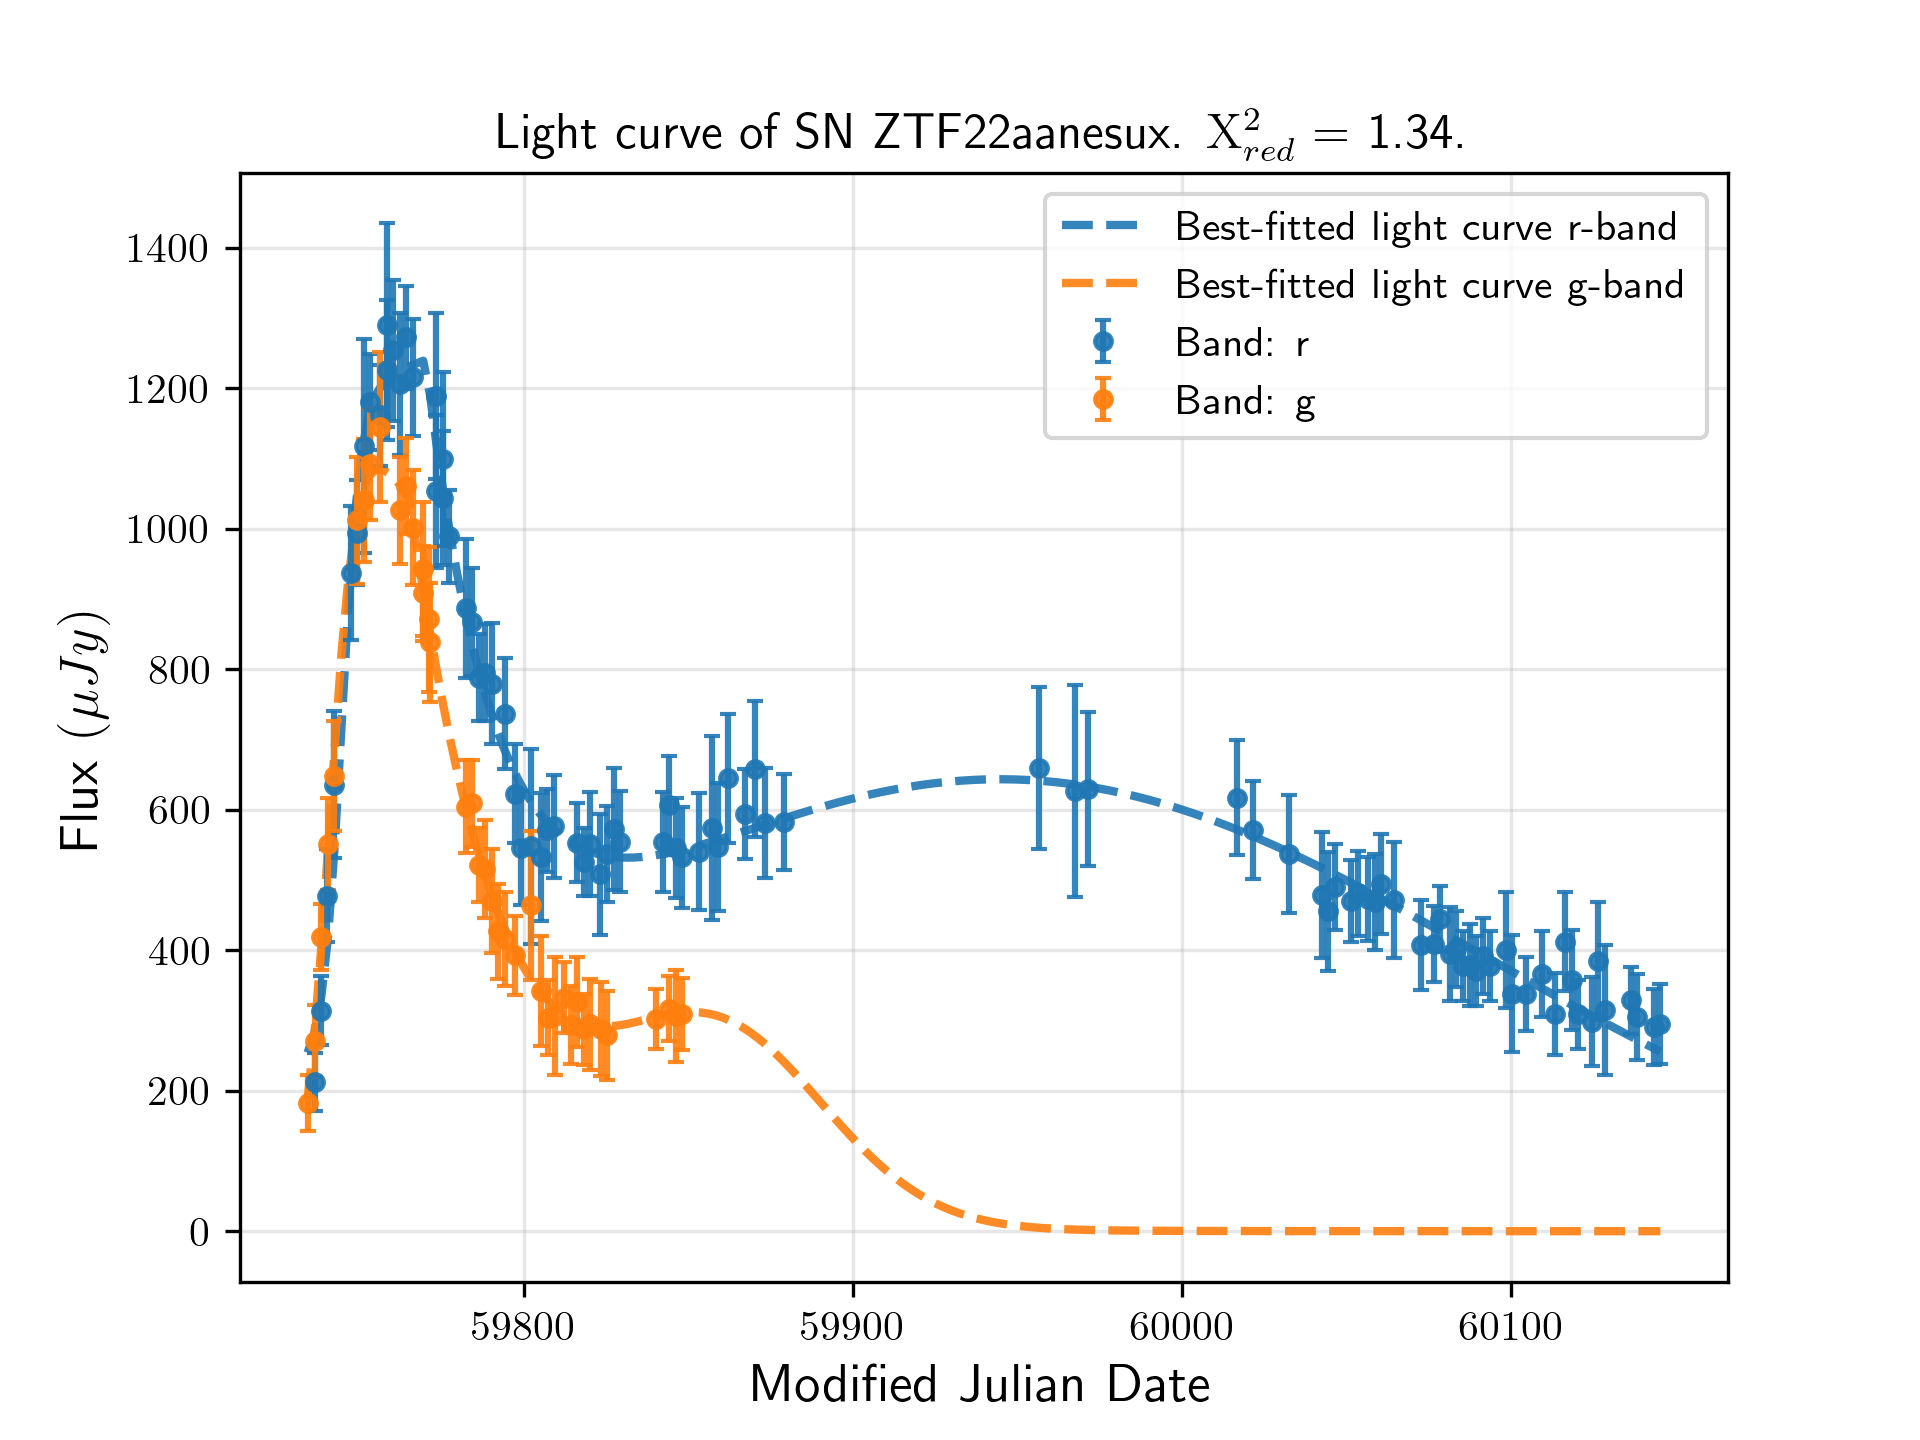 Light curve of SN ZTF22aanesux. X²_red = 1.34.
Best-fitted light curve r-band
Best-fitted light curve g-band
Band: r
Band: g
Flux (μJy)
1400
1200
1000
800
600
400
200
0
59800 59900 60000 60100
Modified Julian Date